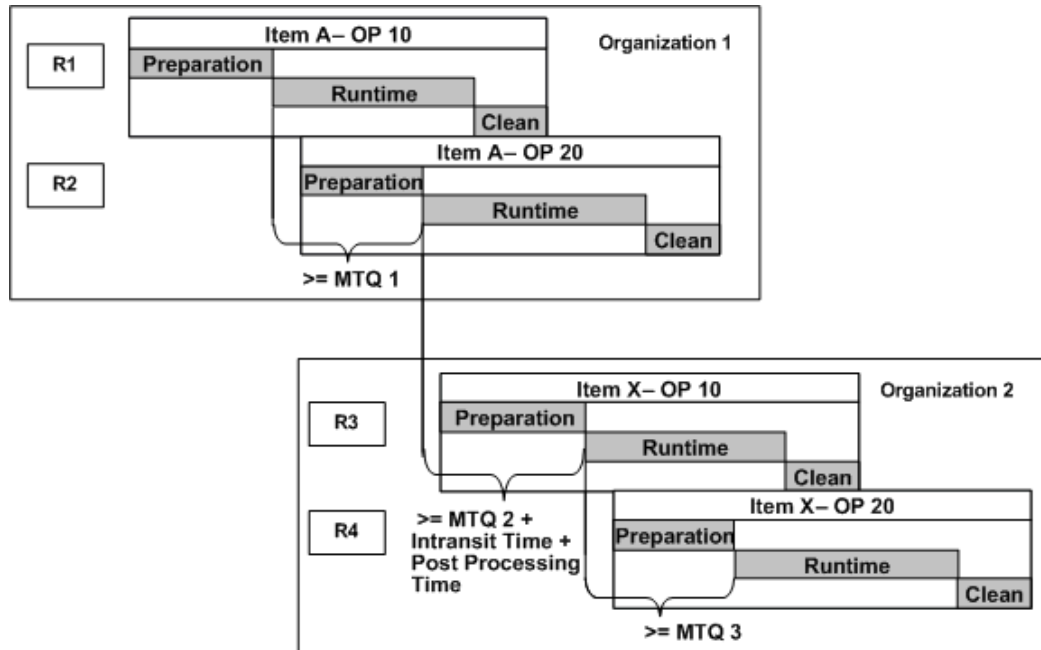 Item A– OP 10
Organization 1
R1
Preparation
Runtime
Clean
Item A– OP 20
R2
Preparation
Runtime
Clean
>= MTQ 1
Item X– OP 10
Organization 2
R3
Preparation
Runtime
Clean
Item X– OP 20
>= MTQ 2 +
Intransit Time +
Post Processing
Time
R4
Preparation
Runtime
Clean
>= MTQ 3